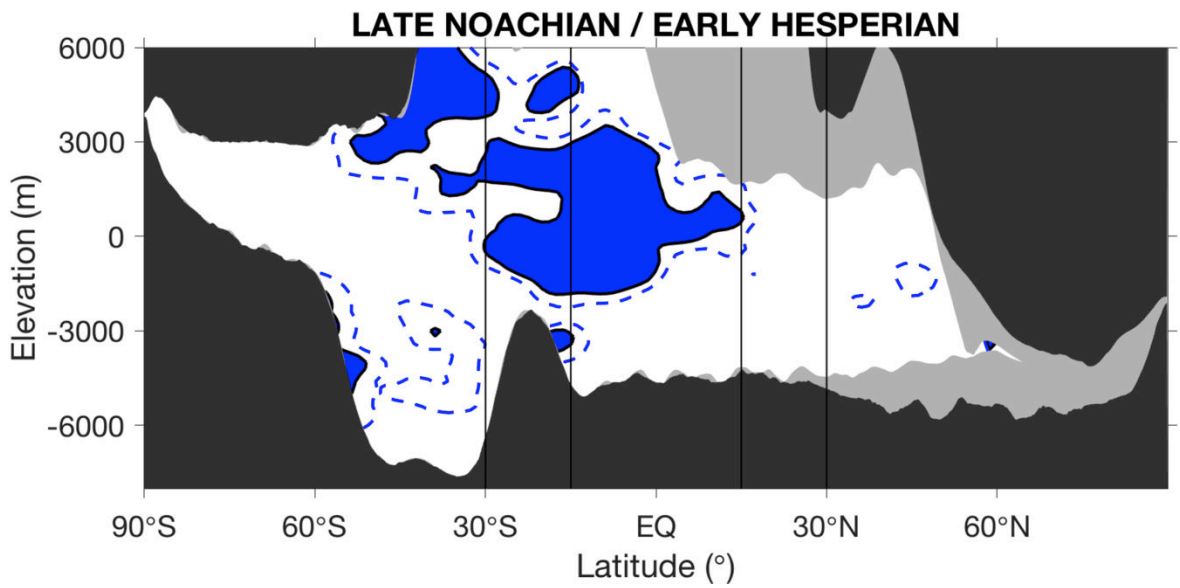 LATE NOACHIAN / EARLY HESPERIAN
6000
3000
0
-3000
-6000
Elevation (m)
90°S 60°S 30°S EQ 30°N 60°N
Latitude (°)